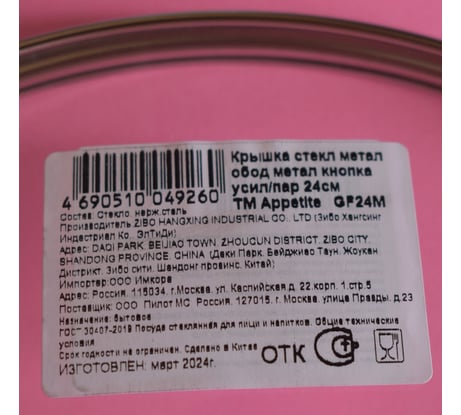 Крышка стекл метал
обод метал кнопка
усил/пар 24см
TM Appetite GF24M
4 690510 049260
Состав: Стекло, нерж.сталь
Производитель ZIBO HANGXING INDUSTRIAL CO., LTD (Зибо Хангсинг
Индастриал Ко. ЭлТиДи)
Адрес: DAQI PARK, BEIJIAO TOWN, ZHOUCUN DISTRICT, ZIBO CITY,
SHANDONG PROVINCE, CHINA (Даки Парк, Бейджиао Таун, Жоукан
Дистрикт, Зибо сити, Шандонг провинс, Китай)
Импортер:ООО Имкора
Адрес: Россия, 115034, г.Москва, ул. Каспийская,д. 22,корп. 1,стр.5
Поставщик: ООО Пилот МС Россия, 127015, г. Москва, улица Правды, д.23
Назначение: бытовое
ГОСТ 30407-2019 Посуда стеклянная для пищи и напитков. Общие технические
условия
Срок годности не ограничен. Сделано в Китае
ИЗГОТОВЛЕН: март 2024г.
ОТК